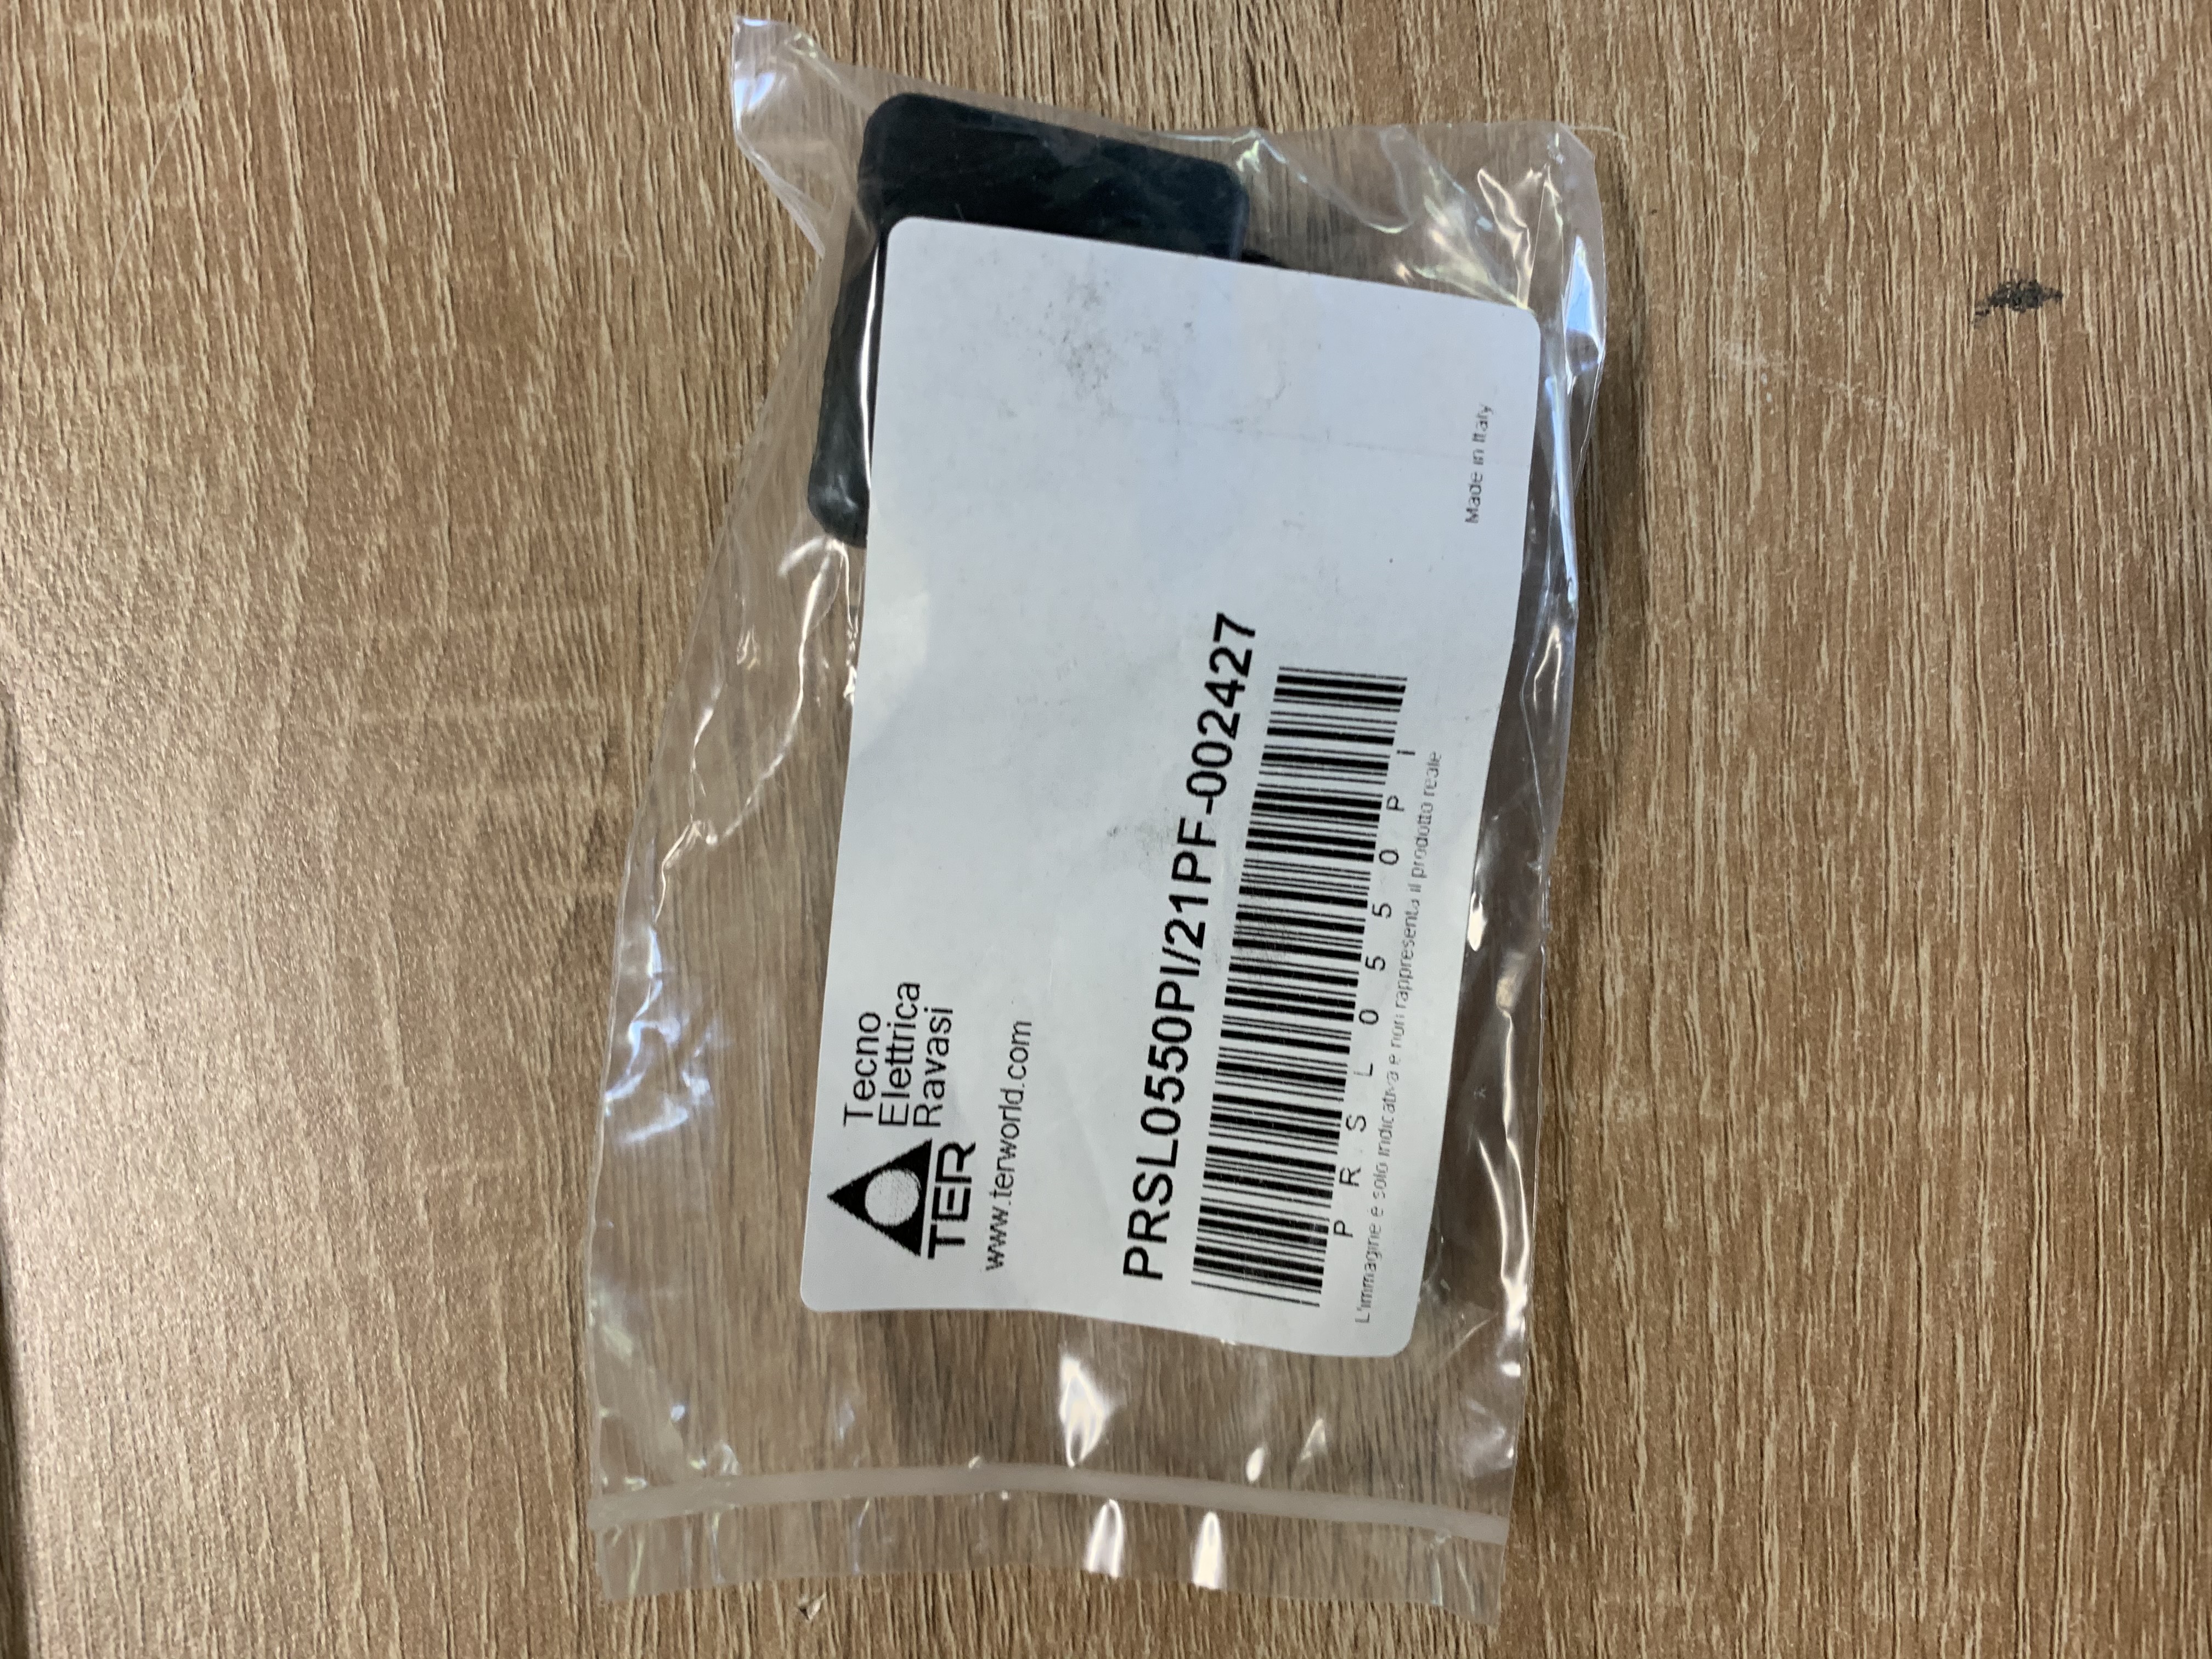 Tecno
Elettrica
Ravasi
TER
www.terworld.com
PRSL0550PI/21PF-002427
P R S L 0 5 5 0 P I
L'immagine è solo indicativa e non rappresenta il prodotto reale
Made in Italy